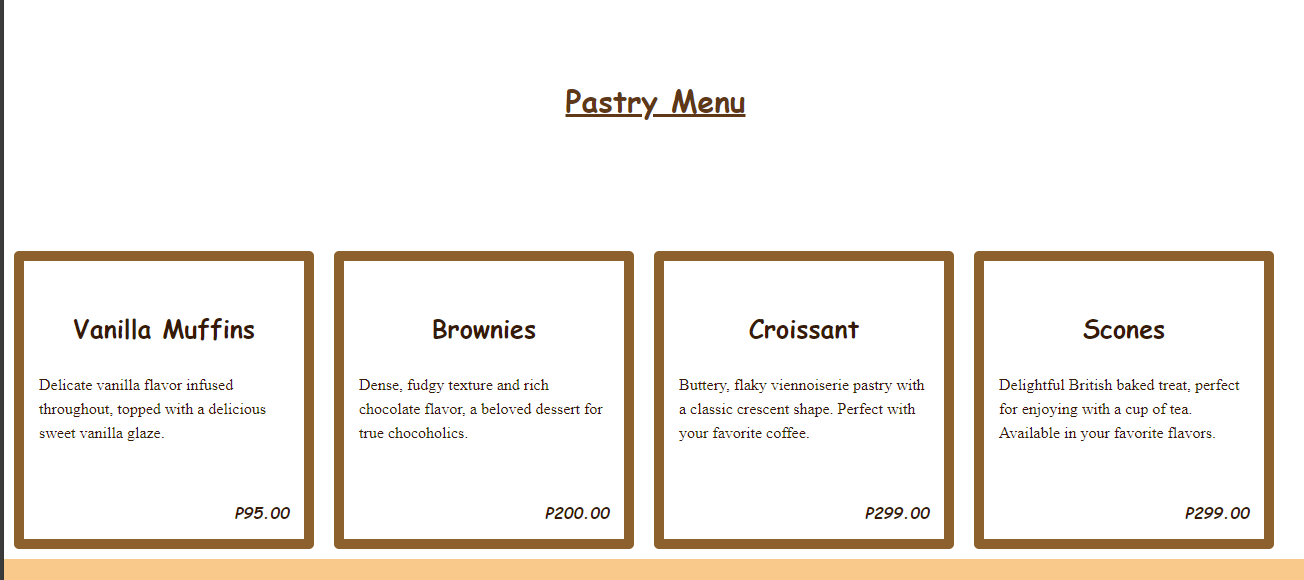 Pastry Menu
Vanilla Muffins
Delicate vanilla flavor infused
throughout, topped with a delicious
sweet vanilla glaze.
P95.00
Brownies
Dense, fudgy texture and rich
chocolate flavor, a beloved dessert for
true chocoholics.
P200.00
Croissant
Buttery, flaky viennoiserie pastry with
a classic crescent shape. Perfect with
your favorite coffee.
P299.00
Scones
Delightful British baked treat, perfect
for enjoying with a cup of tea.
Available in your favorite flavors.
P299.00